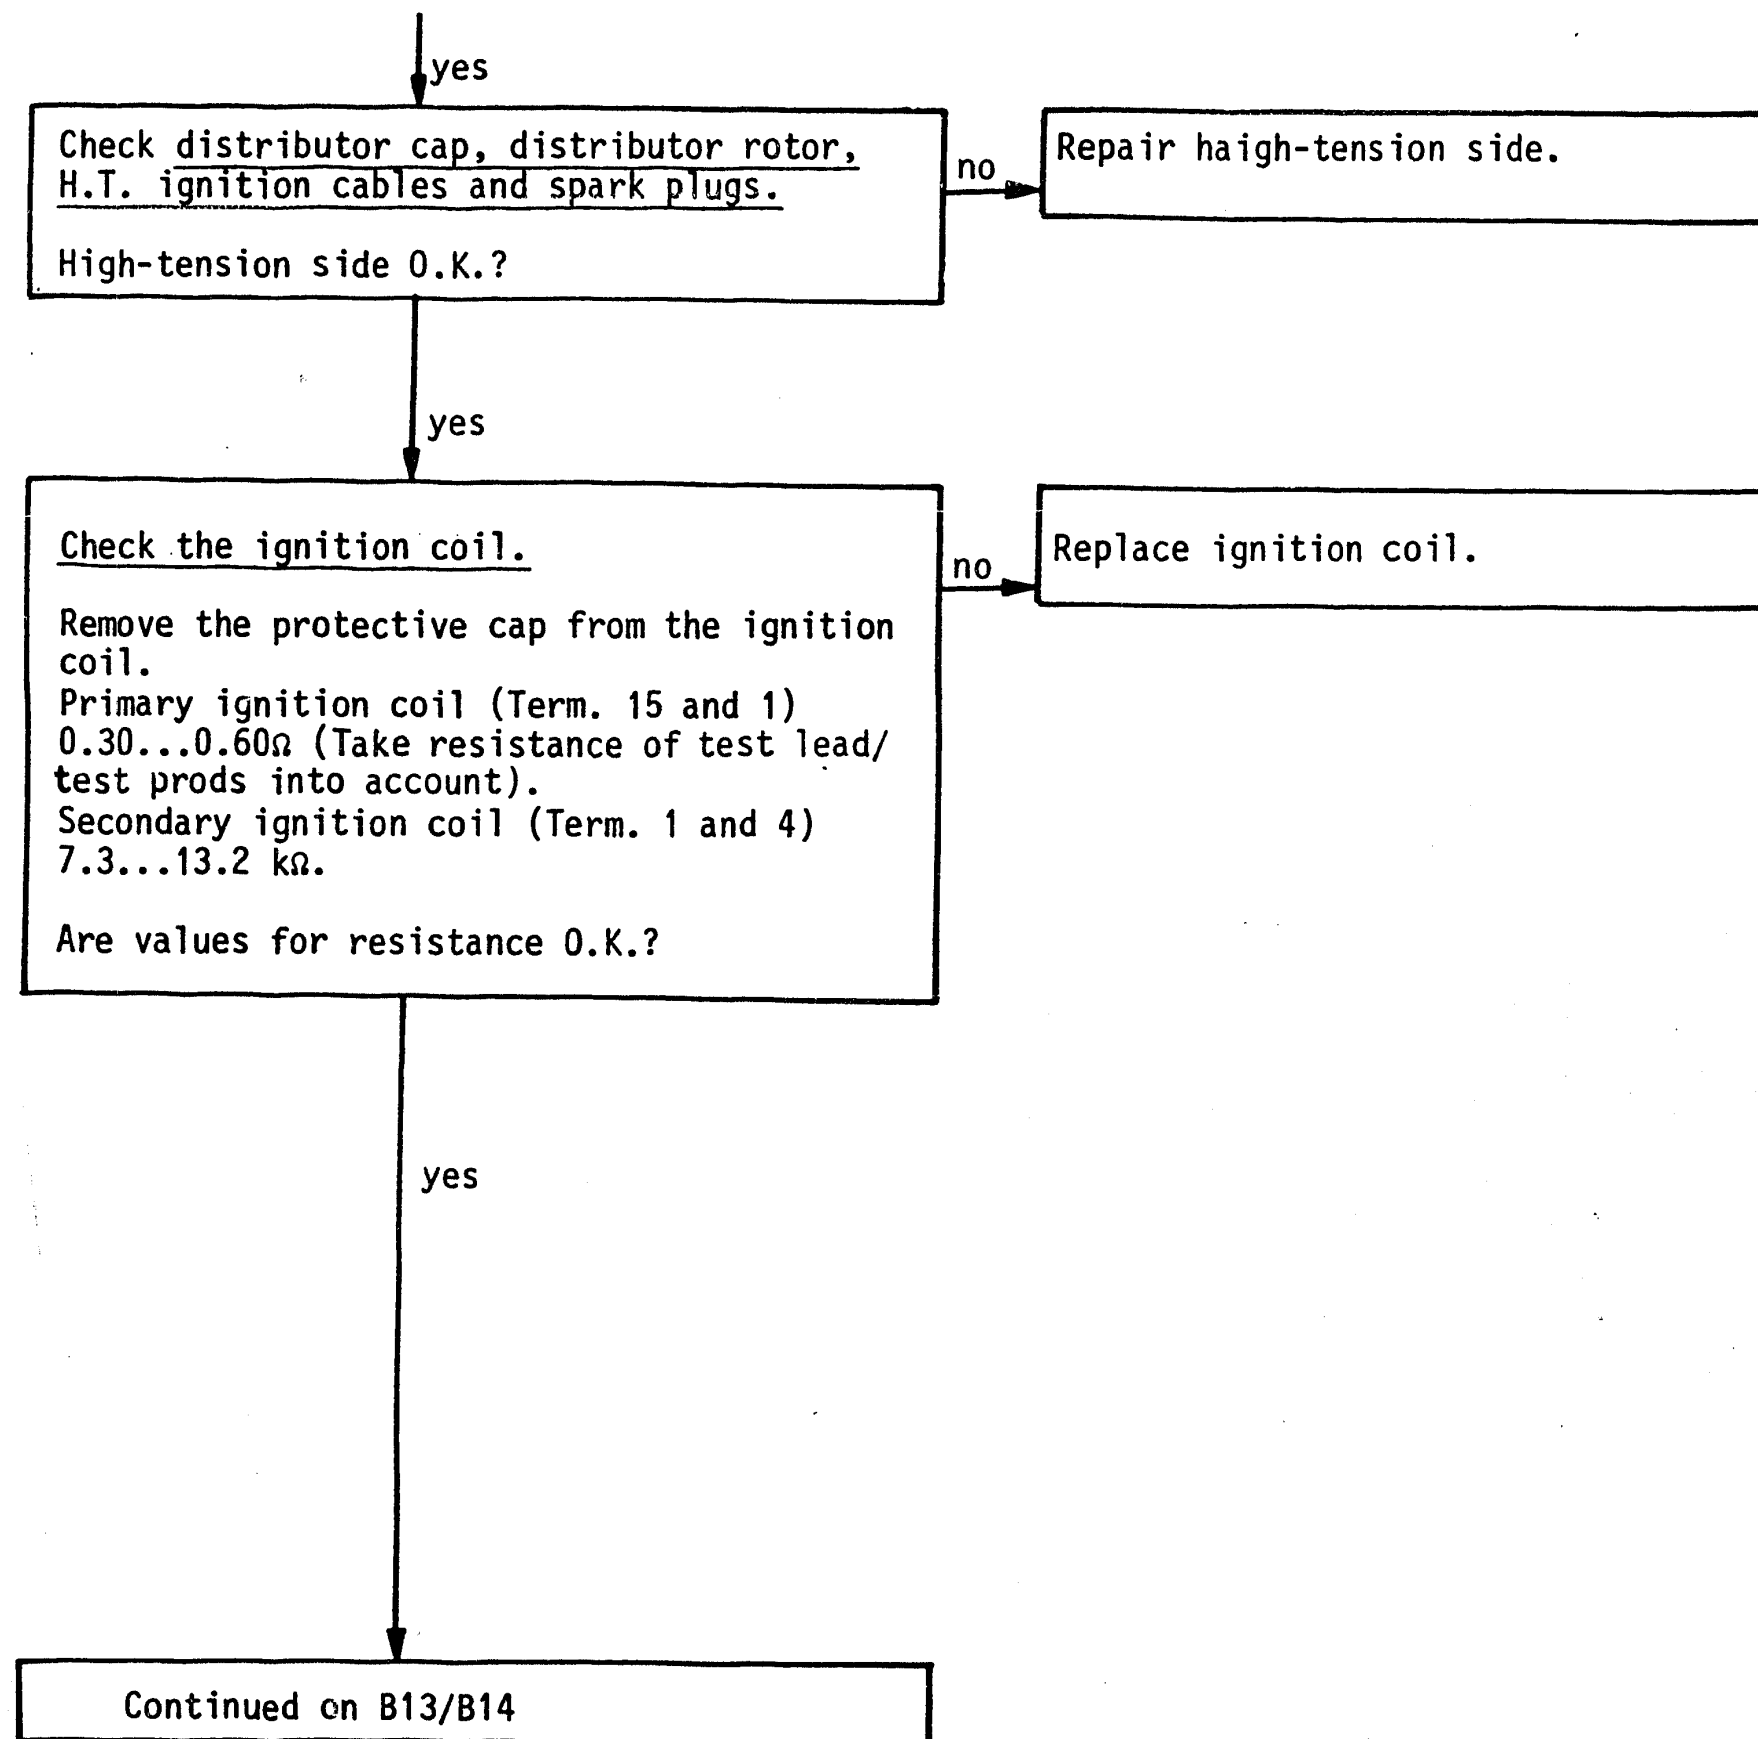 yes
Check distributor cap, distributor rotor,
H.T. ignition cables and spark plugs.
High-tension side O.K.?
no
Repair haigh-tension side.
yes
Check the ignition coil.
Remove the protective cap from the ignition
coil.
Primary ignition coil (Term. 15 and 1)
0.30...0.60Ω (Take resistance of test lead/
test prods into account).
Secondary ignition coil (Term. 1 and 4)
7.3...13.2 kΩ.
Are values for resistance O.K.?
no
Replace ignition coil.
yes
Continued on B13/B14